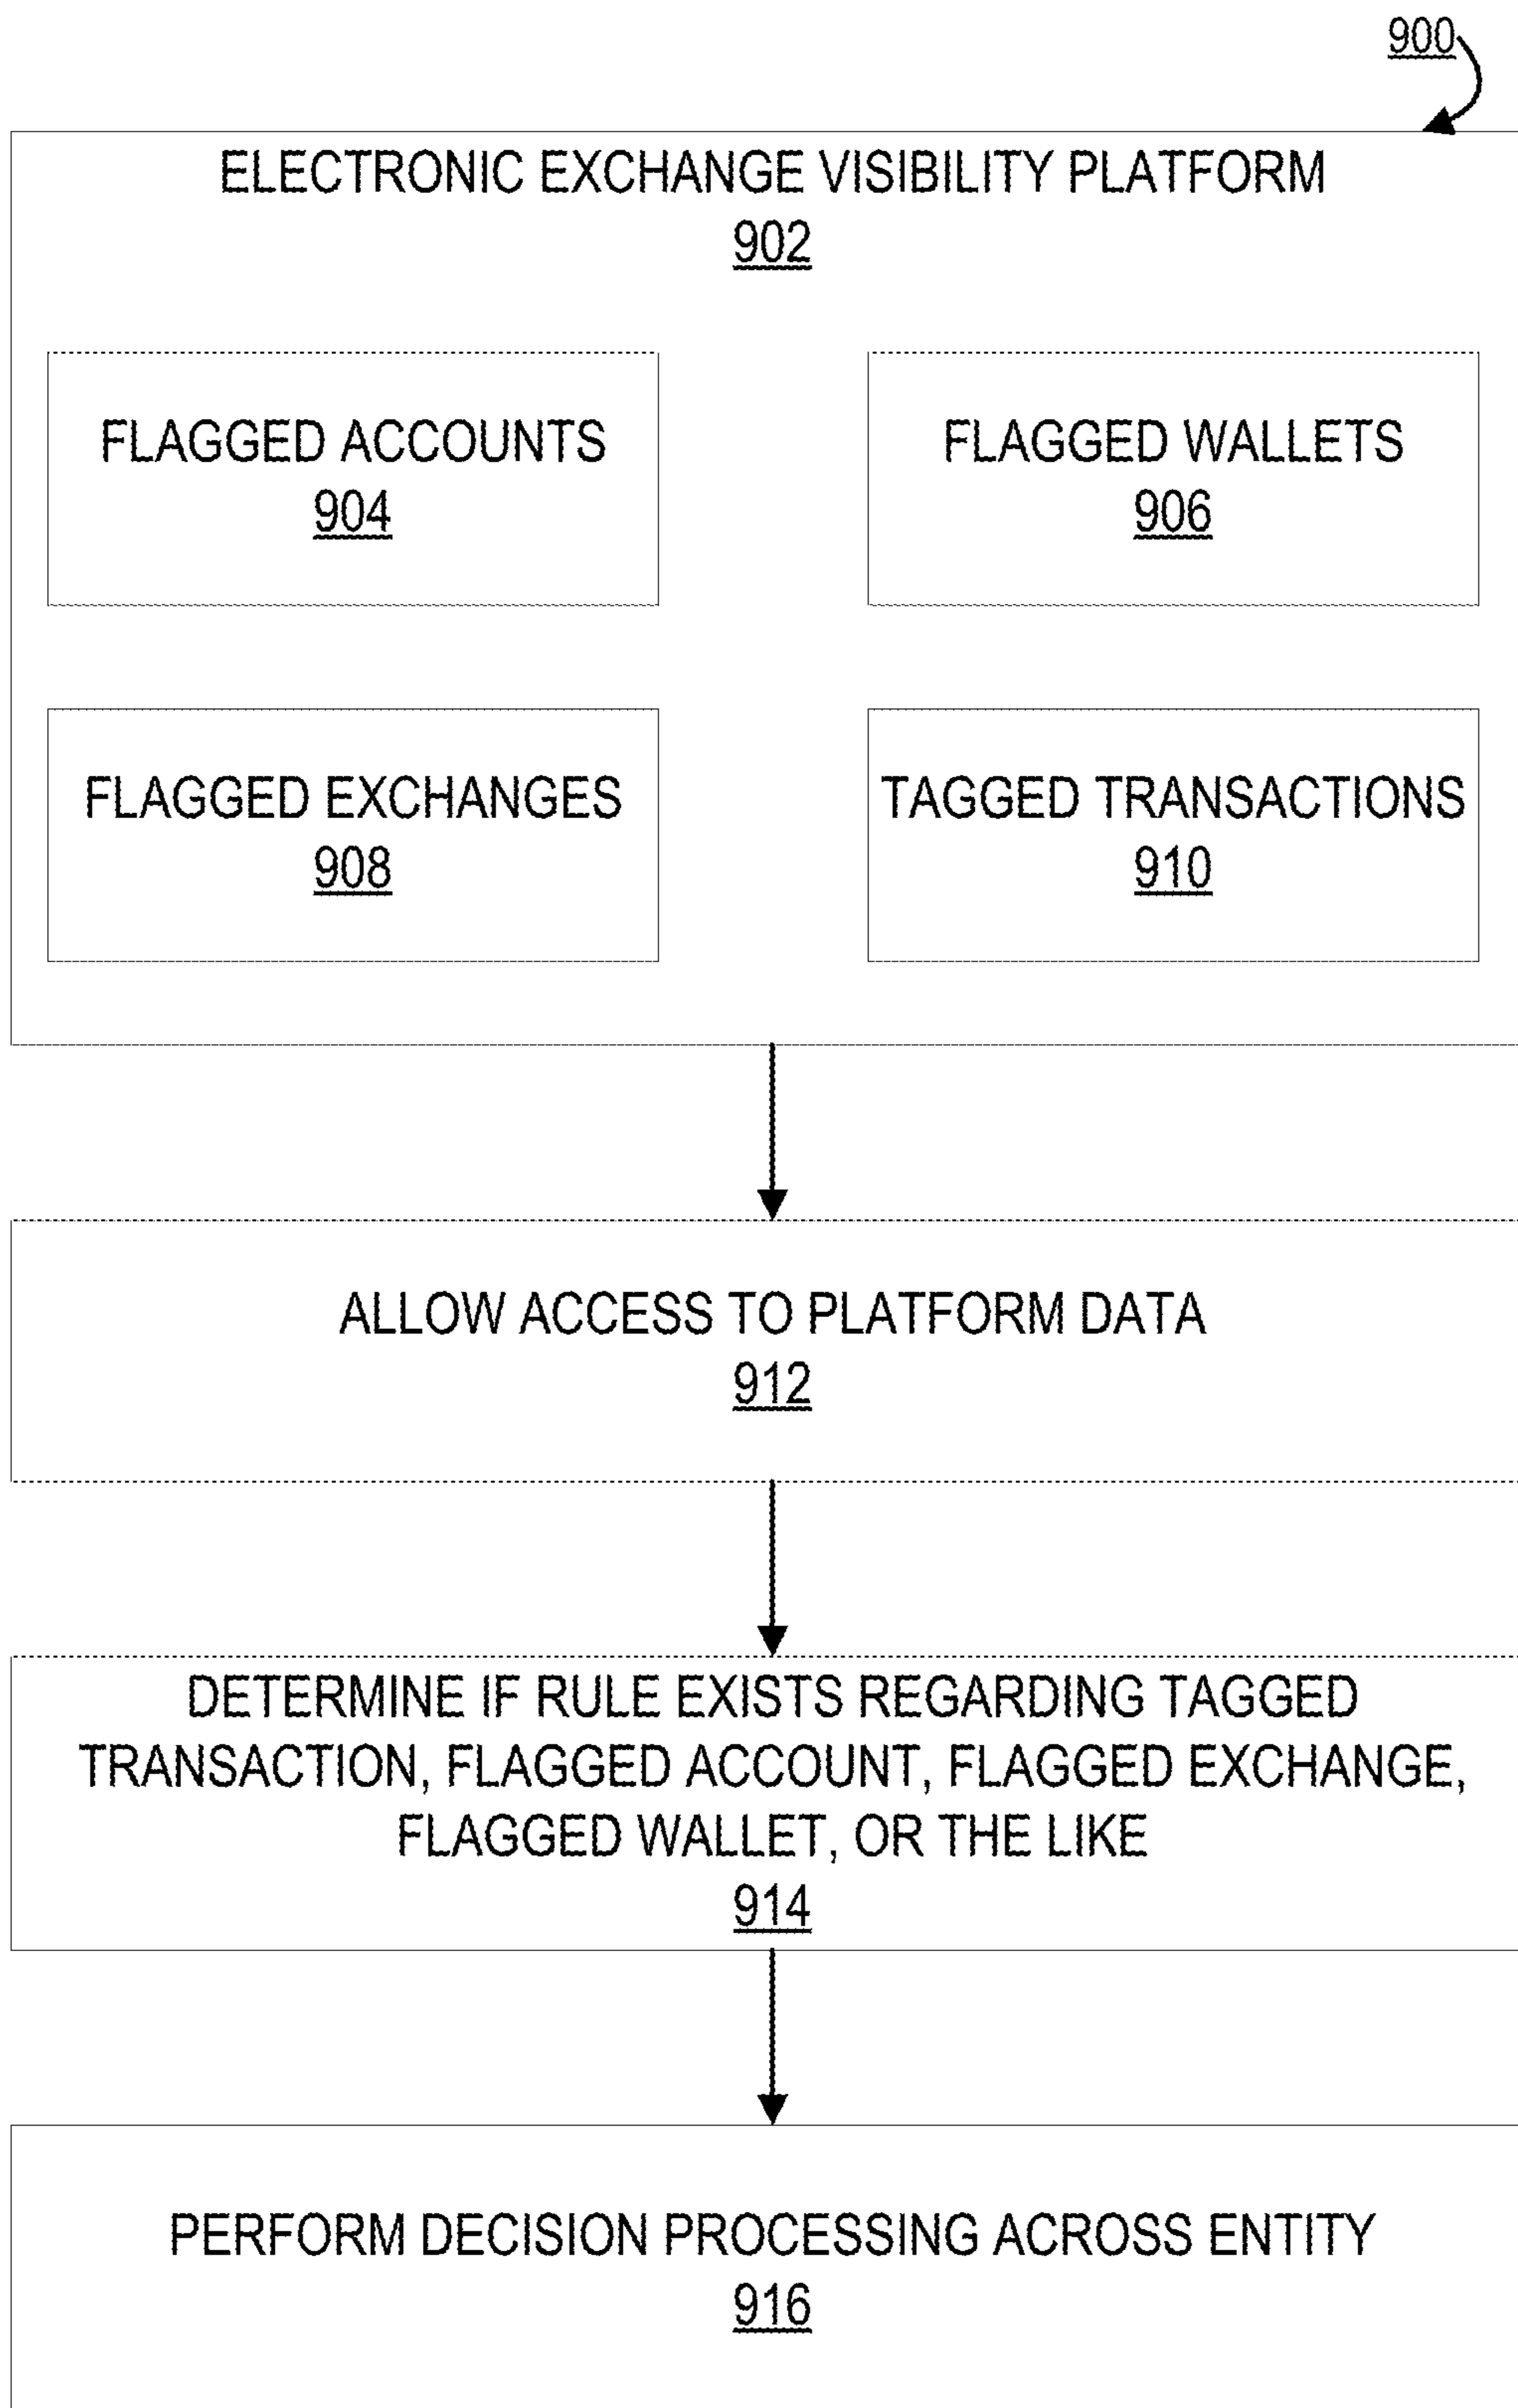 900
ELECTRONIC EXCHANGE VISIBILITY PLATFORM
902
FLAGGED ACCOUNTS
904
FLAGGED WALLETS
906
FLAGGED EXCHANGES
908
TAGGED TRANSACTIONS
910
ALLOW ACCESS TO PLATFORM DATA
912
DETERMINE IF RULE EXISTS REGARDING TAGGED
TRANSACTION, FLAGGED ACCOUNT, FLAGGED EXCHANGE,
FLAGGED WALLET, OR THE LIKE
914
PERFORM DECISION PROCESSING ACROSS ENTITY
916